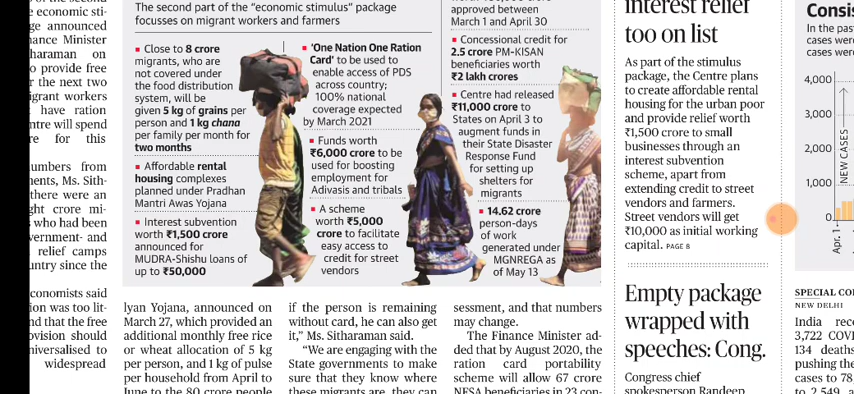 of the second
e economic sti-
ge announced
nance Minister
haraman on
o provide free
r the next two
igrant workers
have ration
ntre will spend
re for this
umbers from
ments, Ms. Sith-
there were an
ght crore mi-
s who had been
vernment- and
relief camps
untry since the
conomists said
ion was too lit-
nd that the free
ovision should
niversalised to
widespread
The second part of the “economic stimulus” package
focusses on migrant workers and farmers
Close to 8 crore
migrants, who are
not covered under
the food distribution
system, will be
given 5 kg of grains per
person and 1 kg chana
per family per month for
two months
Affordable rental
housing complexes
planned under Pradhan
Mantri Awas Yojana
Interest subvention
worth ₹1,500 crore
announced for
MUDRA-Shishu loans of
up to ₹50,000
‘One Nation One Ration
Card’ to be used to
enable access of PDS
across country;
100% national
coverage expected
by March 2021
Funds worth
₹6,000 crore to be
used for boosting
employment for
Adivasis and tribals
A scheme
worth ₹5,000
crore to facilitate
easy access to
credit for street
vendors
approved between
March 1 and April 30
Concessional credit for
2.5 crore PM-KISAN
beneficiaries worth
₹2 lakh crores
Centre had released
₹11,000 crore to
States on April 3 to
augment funds in
their State Disaster
Response Fund
for setting up
shelters for
migrants
14.62 crore
person-days
of work
generated under
MGNREGA as
of May 13
lyan Yojana, announced on
March 27, which provided an
additional monthly free rice
or wheat allocation of 5 kg
per person, and 1 kg of pulse
per household from April to
June to the 80 crore people
if the person is remaining
without card, he can also get
it,” Ms. Sitharaman said.
“We are engaging with the
State governments to make
sure that they know where
these migrants are, they can
sessment, and that numbers
may change.
The Finance Minister ad-
ded that by August 2020, the
ration card portability
scheme will allow 67 crore
NFSA beneficiaries in 23 con-
interest relief
too on list
As part of the stimulus
package, the Centre plans
to create affordable rental
housing for the urban poor
and provide relief worth
₹1,500 crore to small
businesses through an
interest subvention
scheme, apart from
extending credit to street
vendors and farmers.
Street vendors will get
₹10,000 as initial working
capital. PAGE 8
Empty package
wrapped with
speeches: Cong.
Congress chief
spokesperson Randeep
Consis
In the pas
cases were
cases were
4,000
3,000
2,000
1,000
0
NEW CASES
Apr. 1
SPECIAL CO
NEW DELHI
India rec
3,722 COV
134 deaths
pushing the
cases to 78
to 2,549, a